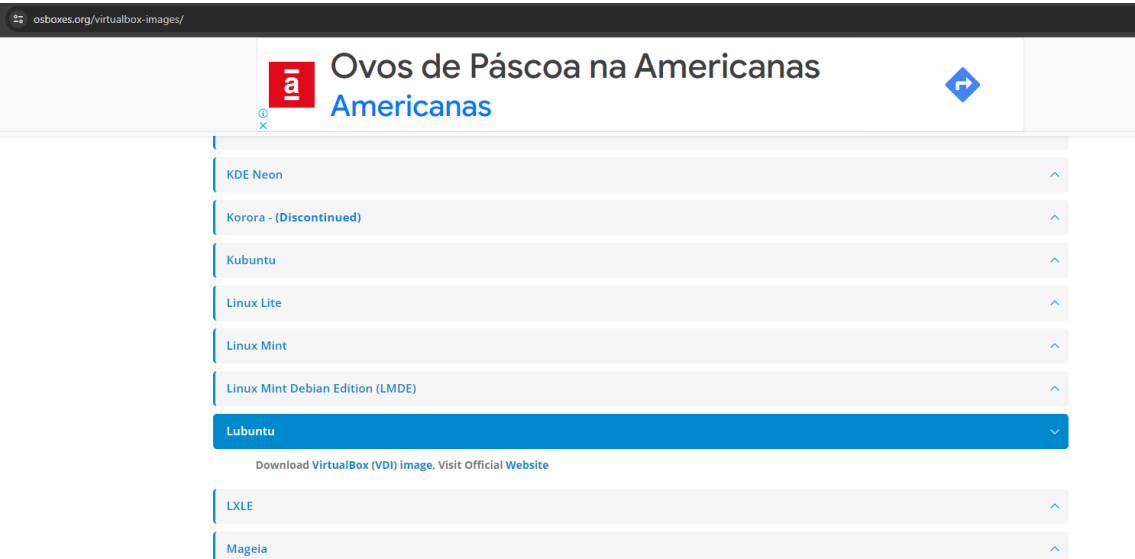 osboxes.org/virtualbox-images/
ā
Ovos de Páscoa na Americanas
Americanas
KDE Neon
Korora - (Discontinued)
Kubuntu
Linux Lite
Linux Mint
Linux Mint Debian Edition (LMDE)
Lubuntu
Download VirtualBox (VDI) image, Visit Official Website
LXLE
Mageia